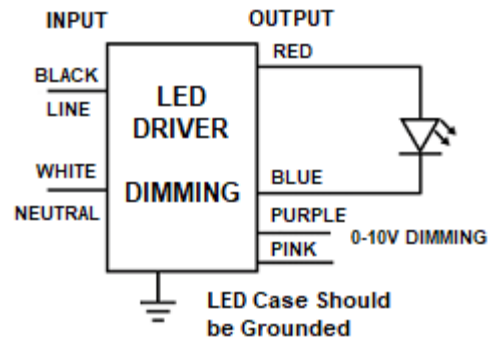 INPUT
OUTPUT
RED
BLACK
LINE
LED
DRIVER
DIMMING
WHITE
NEUTRAL
BLUE
PURPLE
0-10V DIMMING
PINK
LED Case Should
be Grounded